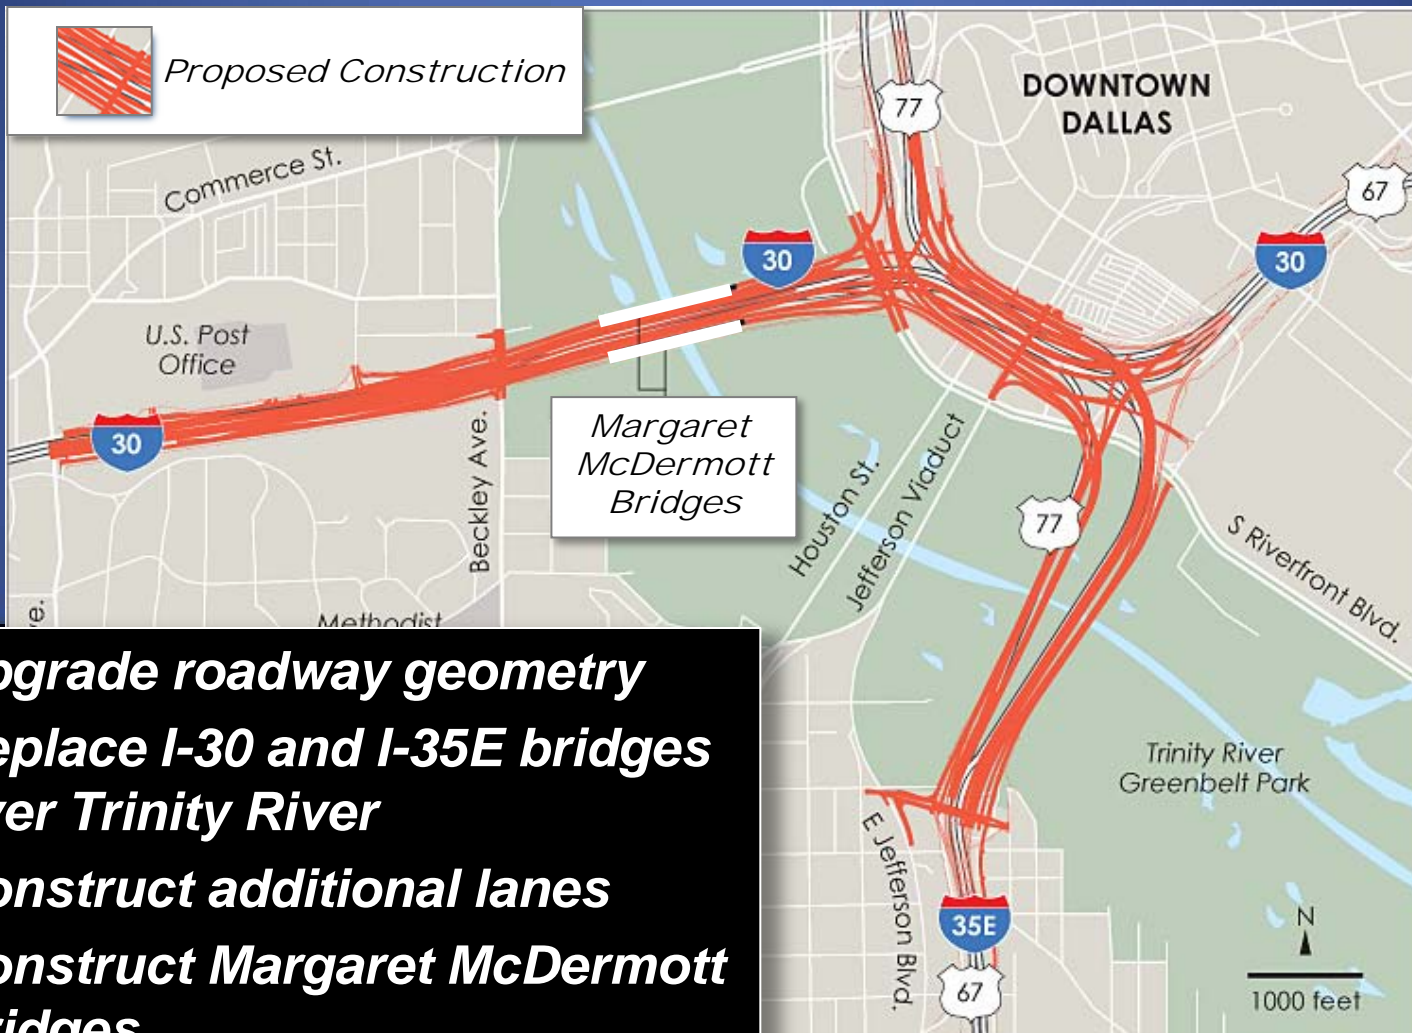 Proposed Construction
DOWNTOWN
DALLAS
77
67
Commerce St.
30
30
U.S. Post
Office
30
Margaret
McDermott
Bridges
Beckley Ave.
Houston St.
Jefferson Viaduct
77
S Riverfront Blvd.
ve.
Methodist
pgrade roadway geometry
eplace I-30 and I-35E bridges
ver Trinity River
onstruct additional lanes
onstruct Margaret McDermott
ridges
Trinity River
Greenbelt Park
E Jefferson Blvd.
35E
67
N
1000 feet